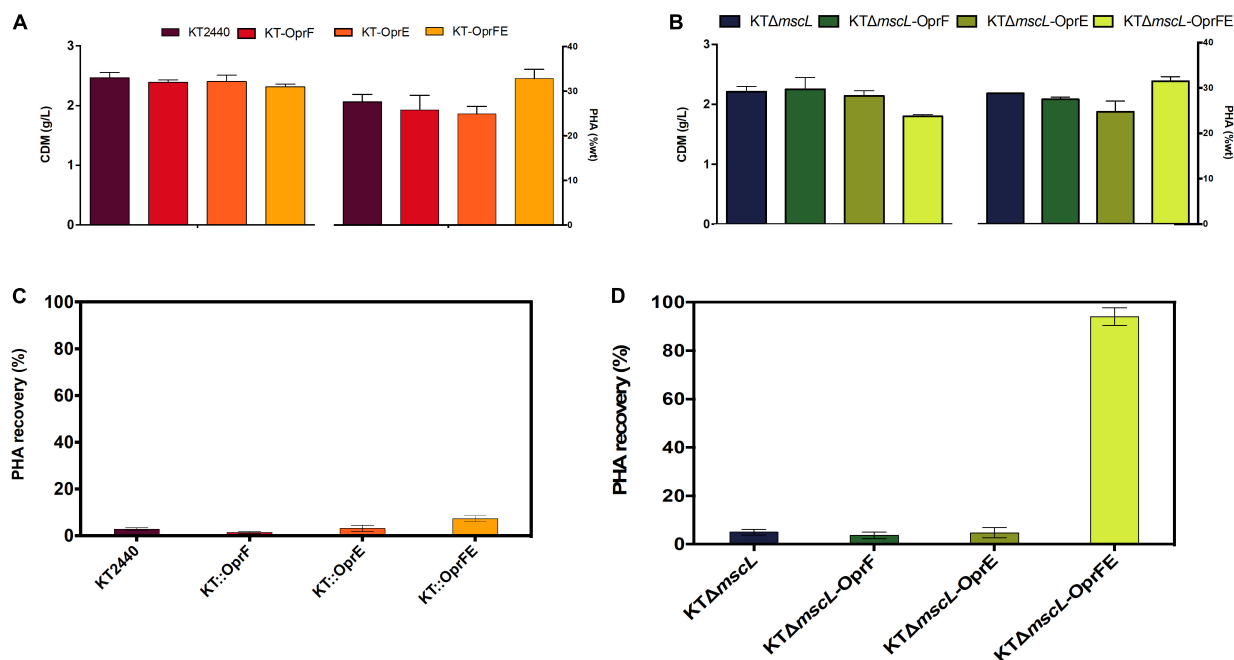 A
KT2440 KT-OprF KT-OprE KT-OprFE
3
2
1
0
CDM (g/L)
40
30
20
10
0
PHA (%wt)
B
KTΔmscL KTΔmscL-OprF KTΔmscL-OprE KTΔmscL-OprFE
3
2
1
0
CDM (g/L)
40
30
20
10
0
PHA (%wt)
C
100
80
60
40
20
0
PHA recovery (%)
KT2440
KT::OprF
KT::OprE
KT::OprFE
D
100
80
60
40
20
0
PHA recovery (%)
KTΔmscL
KTΔmscL-OprF
KTΔmscL-OprE
KTΔmscL-OprFE